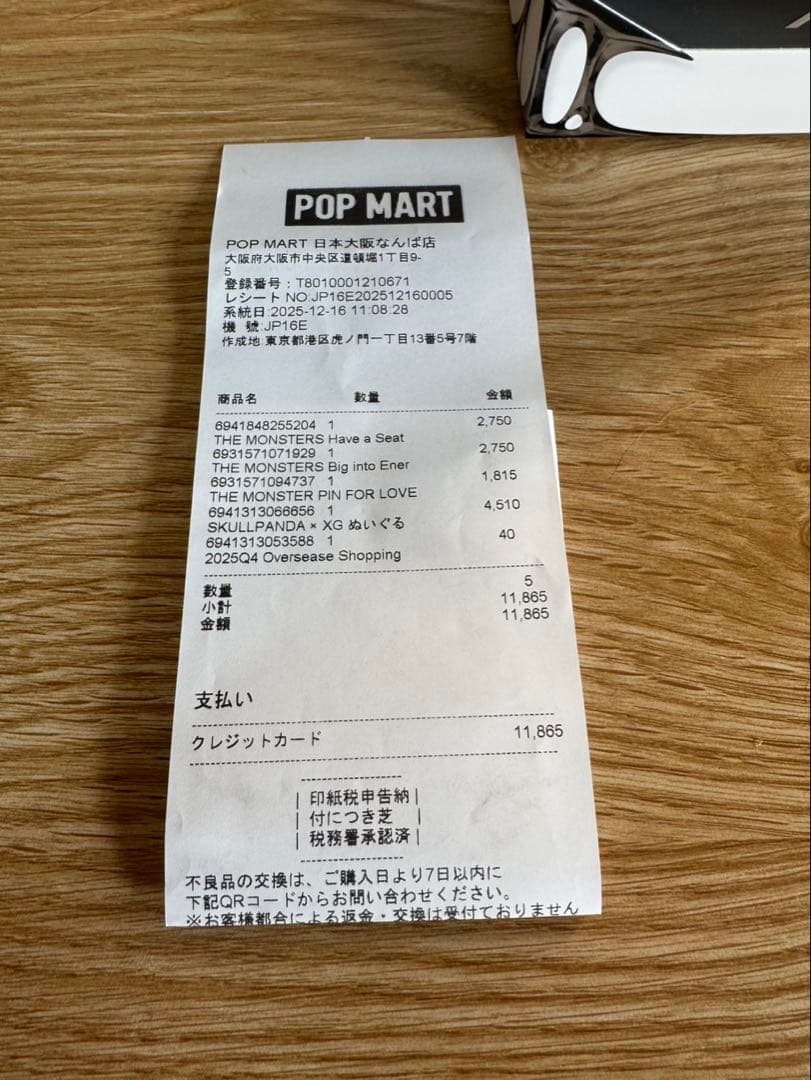 POP MART
POP MART 日本大阪なんば店
大阪府大阪市中央区道頓堀1丁目9-
5
登録番号：T8010001210671
レシート NO:JP16E202512160005
系統日:2025-12-16 11:08:28
機 號:JP16E
作成地:東京都港区虎ノ門一丁目13番5号7階
商品名 數量 金額
6941848255204 1 2,750
THE MONSTERS Have a Seat
6931571071929 1 2,750
THE MONSTERS Big into Ener
6931571094737 1 1,815
THE MONSTER PIN FOR LOVE
6941313066656 1 4,510
SKULLPANDA × XG ぬいぐる
6941313053588 1 40
2025Q4 Oversease Shopping
數量 5
小計 11,865
金額 11,865
支払い
クレジットカード 11,865
印紙税申告納
付につき芝
税務署承認済
不良品の交換は、ご購入日より7日以内に
下記QRコードからお問い合わせください。
※お客様都合による返金・交換は受付ておりません